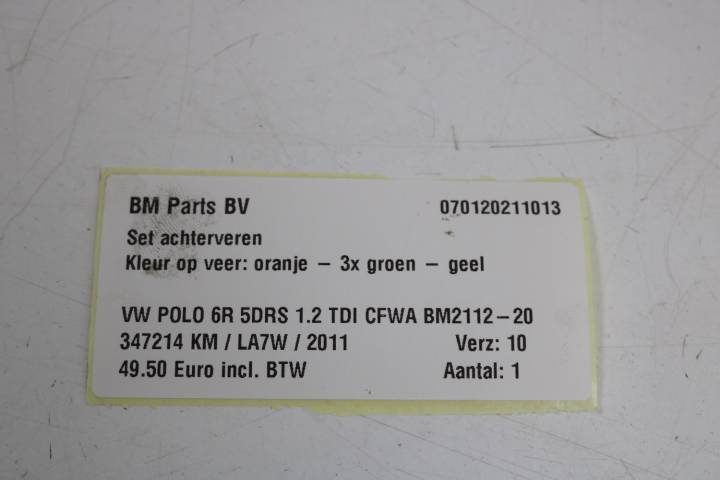 BM Parts BV 070120211013
Set achterveren
Kleur op veer: oranje – 3x groen – geel
VW POLO 6R 5DRS 1.2 TDI CFWA BM2112–20
347214 KM / LA7W / 2011 Verz: 10
49.50 Euro incl. BTW Aantal: 1